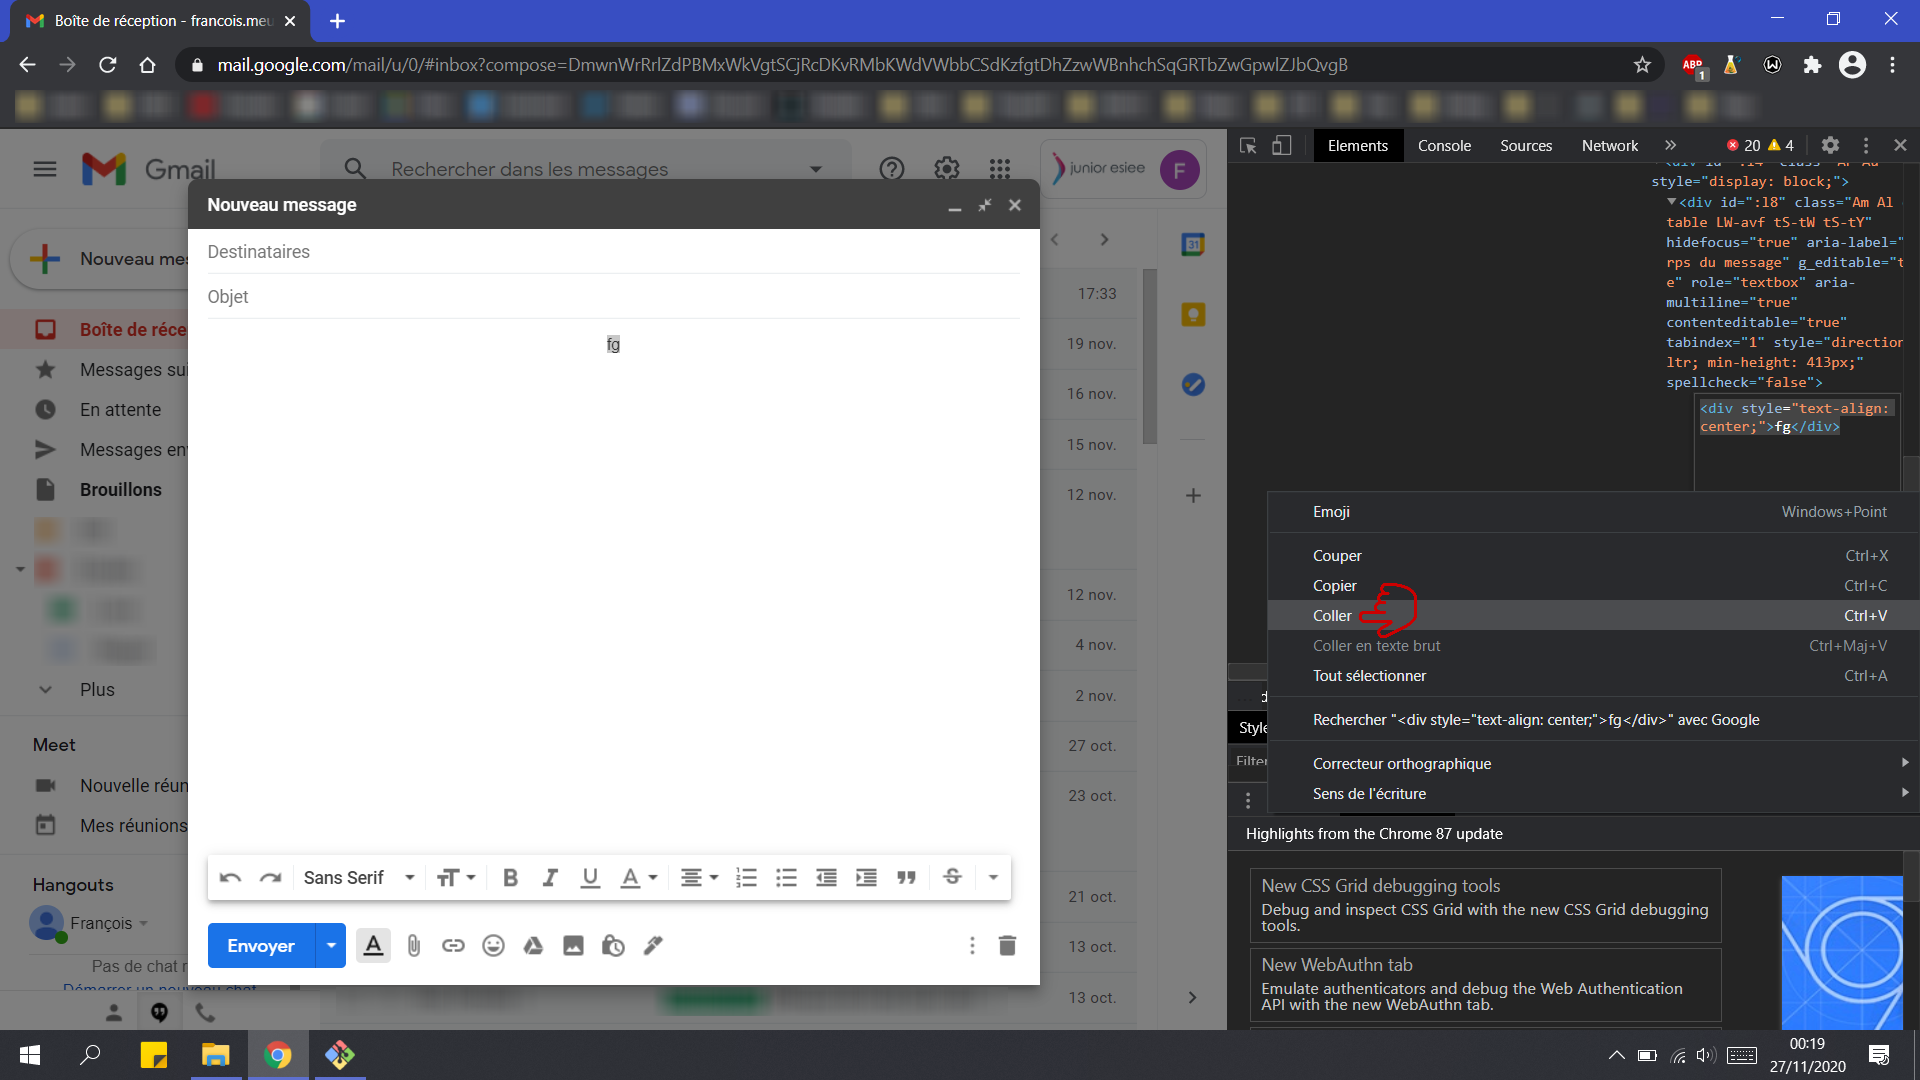 Boîte de réception - francois.meu
mail.google.com/mail/u/0/#inbox?compose=DmwnWrRrlZdPBMxWkVgtSCjRcDKvRMbKWdVWbbCSdKzfgtDhZzwWBnhchSqGRTbZwGpwlZJbQvgB
ABP
1
Gmail
Rechercher dans les messages
junior esiee
F
Nouveau mes
Boîte de réce
Messages sui
En attente
Messages en
Brouillons
Plus
Meet
Nouvelle réun
Mes réunions
Hangouts
François
Pas de chat r
Démarrer un nouveau chat
Nouveau message
Destinataires
Objet
fg
Sans Serif
Envoyer
17:33
19 nov.
16 nov.
15 nov.
12 nov.
12 nov.
4 nov.
2 nov.
27 oct.
23 oct.
21 oct.
13 oct.
13 oct.
31
Elements
Console
Sources
Network
20
4
style="display: block;">
<div id=":l8" class="Am Al
table LW-avf tS-tW tS-tY"
hidefocus="true" aria-label="
rps du message" g_editable="t
e" role="textbox" aria-
multiline="true"
contenteditable="true"
tabindex="1" style="direction
ltr; min-height: 413px;"
spellcheck="false">
<div style="text-align:
center;">fg</div>
Emoji Windows+Point
Couper Ctrl+X
Copier Ctrl+C
Coller Ctrl+V
Coller en texte brut Ctrl+Maj+V
Tout sélectionner Ctrl+A
Rechercher "<div style="text-align: center;">fg</div>" avec Google
Correcteur orthographique
Sens de l'écriture
Style
Filter
Highlights from the Chrome 87 update
New CSS Grid debugging tools
Debug and inspect CSS Grid with the new CSS Grid debugging
tools.
New WebAuthn tab
Emulate authenticators and debug the Web Authentication
API with the new WebAuthn tab.
00:19
27/11/2020